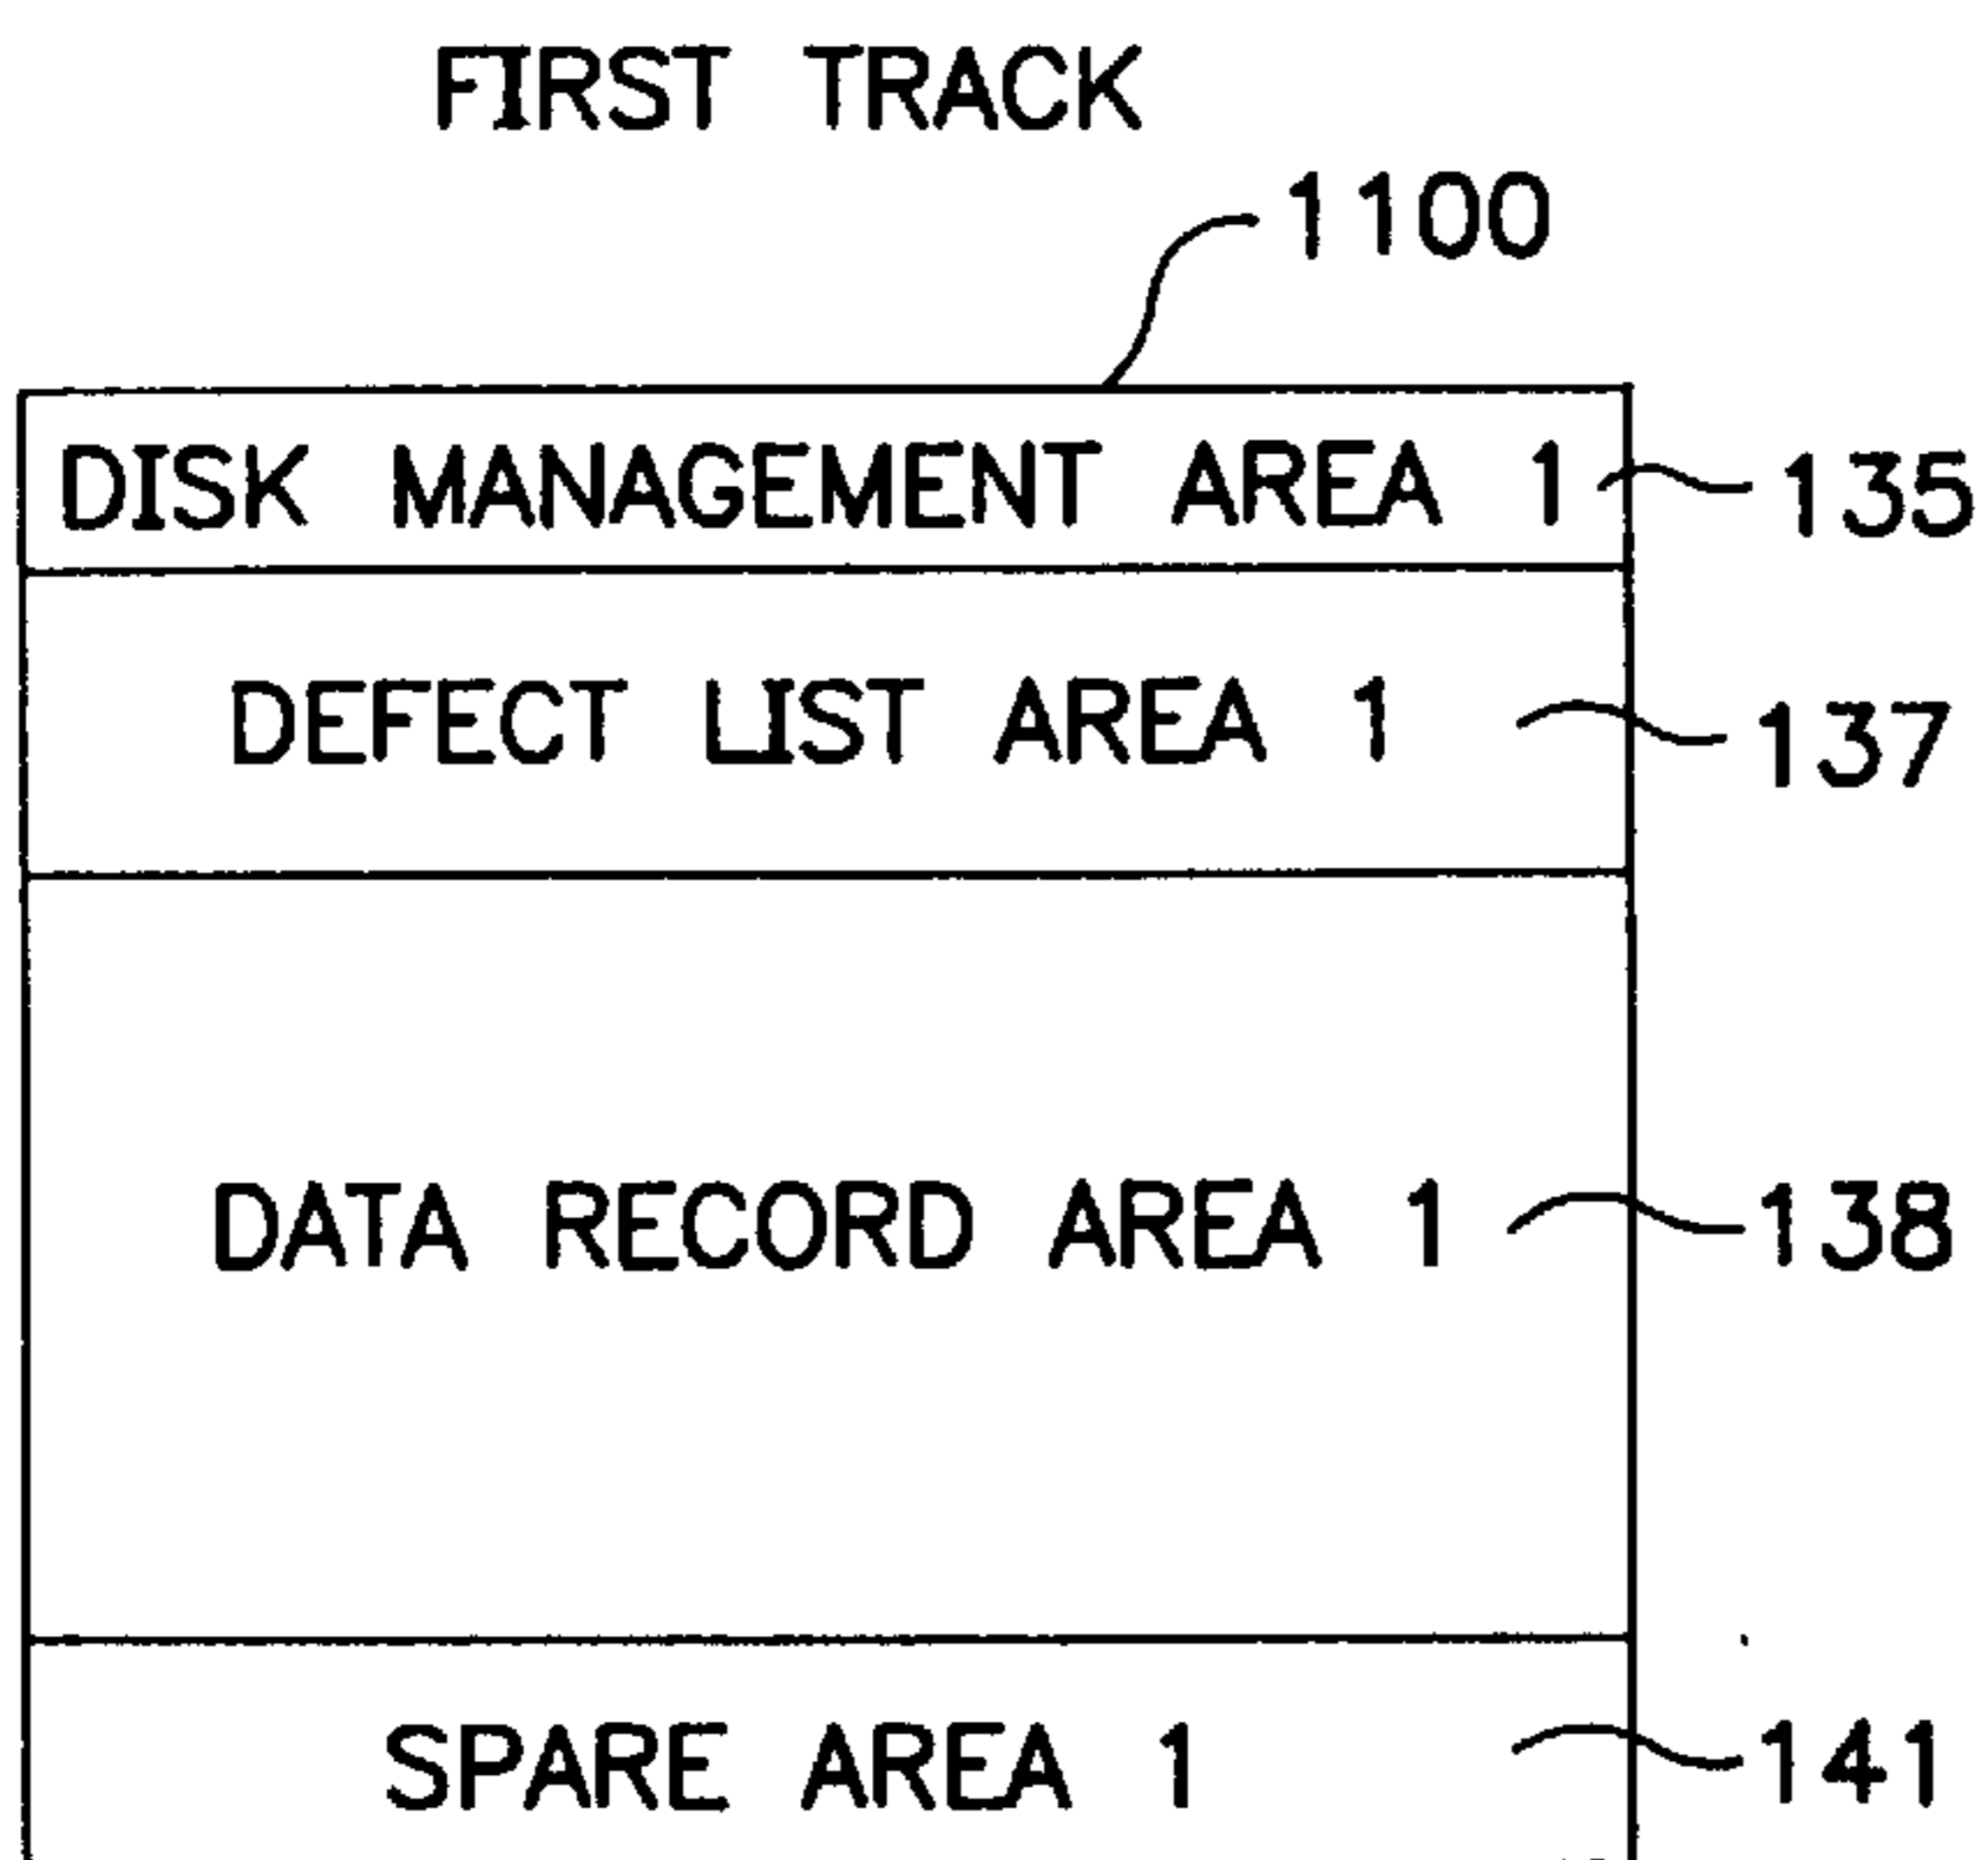 FIRST TRACK
1100
DISK MANAGEMENT AREA 1 135
DEFECT LIST AREA 1 137
DATA RECORD AREA 1 138
SPARE AREA 1 141